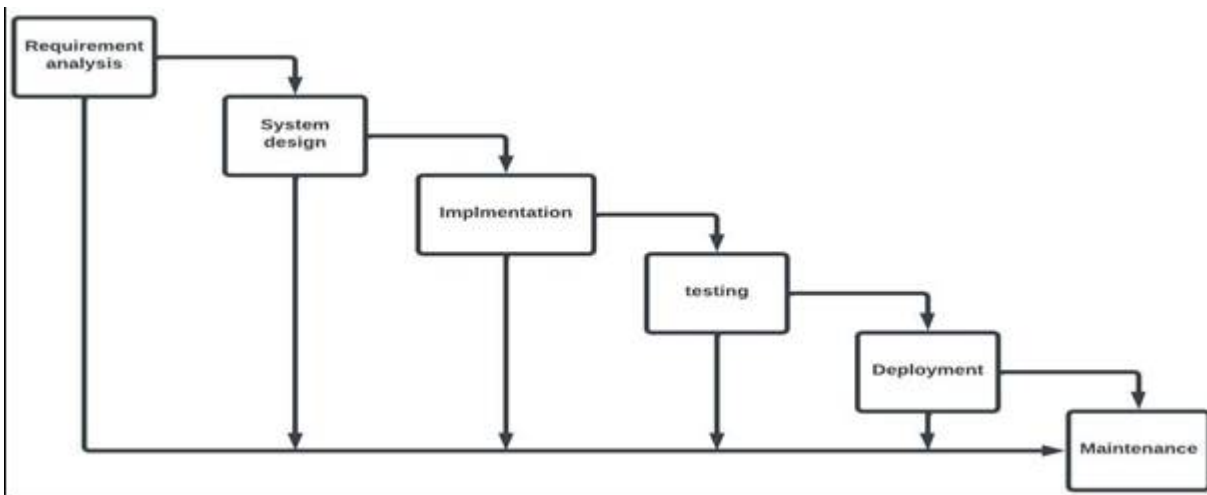 Requirement
analysis
System
design
Implmentation
testing
Deployment
Maintenance